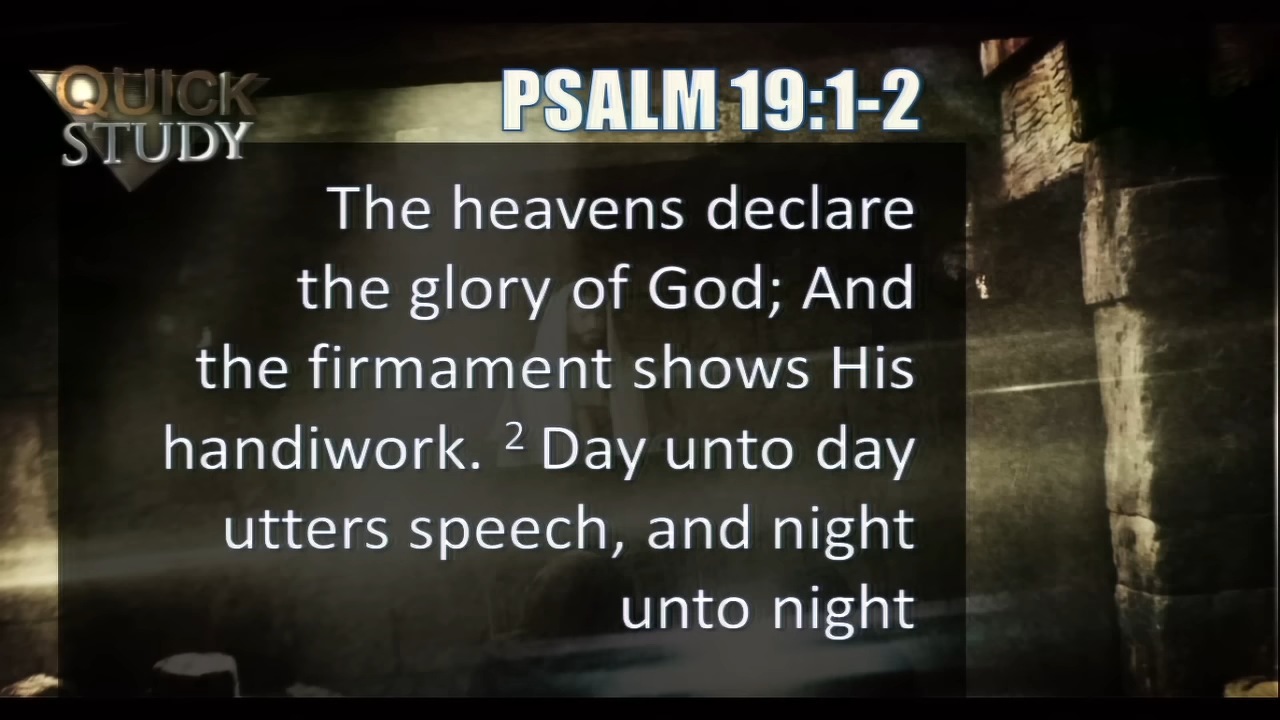 QUICK
STUDY
PSALM 19:1-2
The heavens declare
the glory of God; And
the firmament shows His
handiwork. ² Day unto day
utters speech, and night
unto night